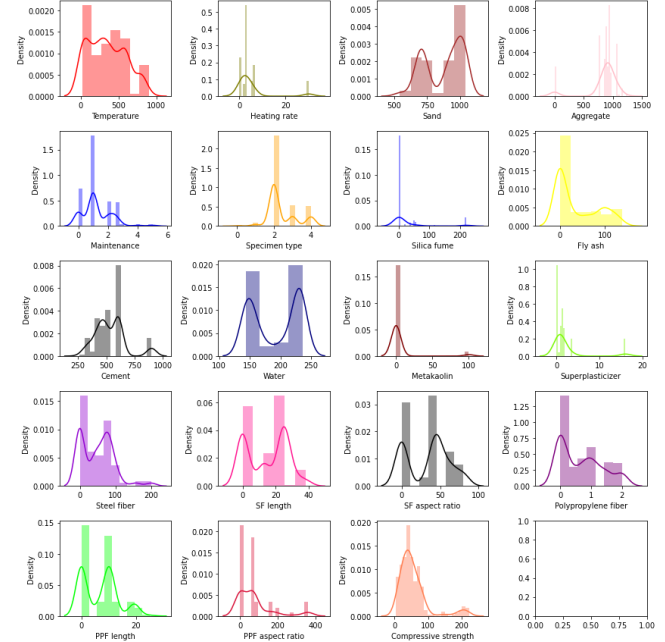 0.0020
0.0015
0.0010
0.0005
0.0000
0 500 1000
Temperature
0.5
0.4
0.3
0.2
0.1
0.0
0 20
Heating rate
Density
0.005
0.004
0.003
0.002
0.001
0.000
500 750 1000
Sand
Density
0.008
0.006
0.004
0.002
0.000
0 500 1000 1500
Aggregate
Density
1.5
1.0
0.5
0.0
0 2 4 6
Maintenance
Density
2.0
1.5
1.0
0.5
0.0
0 2 4
Specimen type
Density
0.15
0.10
0.05
0.00
0 100 200
Silica fume
Density
0.025
0.020
0.015
0.010
0.005
0.000
0 100
Fly ash
Density
0.008
0.006
0.004
0.002
0.000
250 500 750 1000
Cement
Density
0.020
0.015
0.010
0.005
0.000
100 150 200 250
Water
Density
0.15
0.10
0.05
0.00
0 100
Metakaolin
Density
1.0
0.8
0.6
0.4
0.2
0.0
0 10 20
Superplasticizer
Density
0.015
0.010
0.005
0.000
0 100 200
Steel fiber
Density
0.06
0.04
0.02
0.00
0 20 40
SF length
Density
0.03
0.02
0.01
0.00
0 50 100
SF aspect ratio
Density
1.25
1.00
0.75
0.50
0.25
0.00
0 1 2
Polypropylene fiber
Density
0.15
0.10
0.05
0.00
0 20
PPF length
Density
0.020
0.015
0.010
0.005
0.000
0 200 400
PPF aspect ratio
Density
0.020
0.015
0.010
0.005
0.000
0 100 200
Compressive strength
Density
1.0
0.8
0.6
0.4
0.2
0.0
0.00 0.25 0.50 0.75 1.00